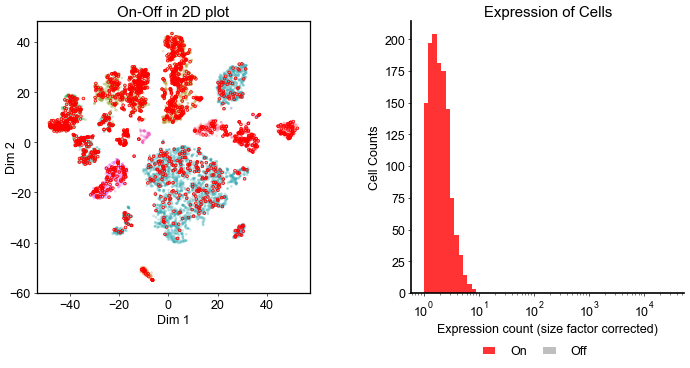 On-Off in 2D plot
40
20
0
−20
−40
−60
Dim 2
−40 −20 0 20 40
Dim 1
Expression of Cells
200
175
150
125
100
75
50
25
0
Cell Counts
10^0 10^1 10^2 10^3 10^4
Expression count (size factor corrected)
On Off